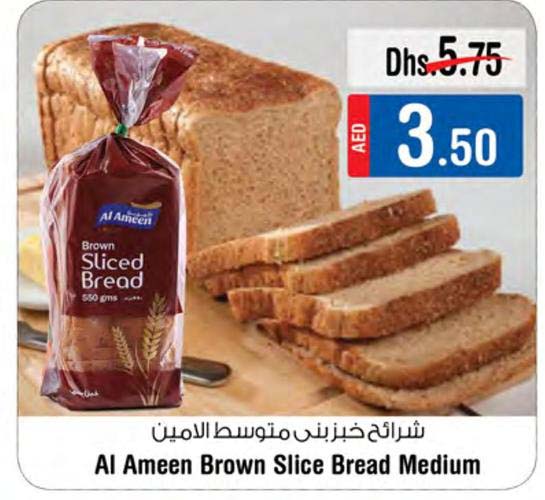 Dhs.5.75
AED 3.50
Al Ameen
Brown
Sliced
Bread
550 gms
شرائح خبز بنى متوسط الامين
Al Ameen Brown Slice Bread Medium